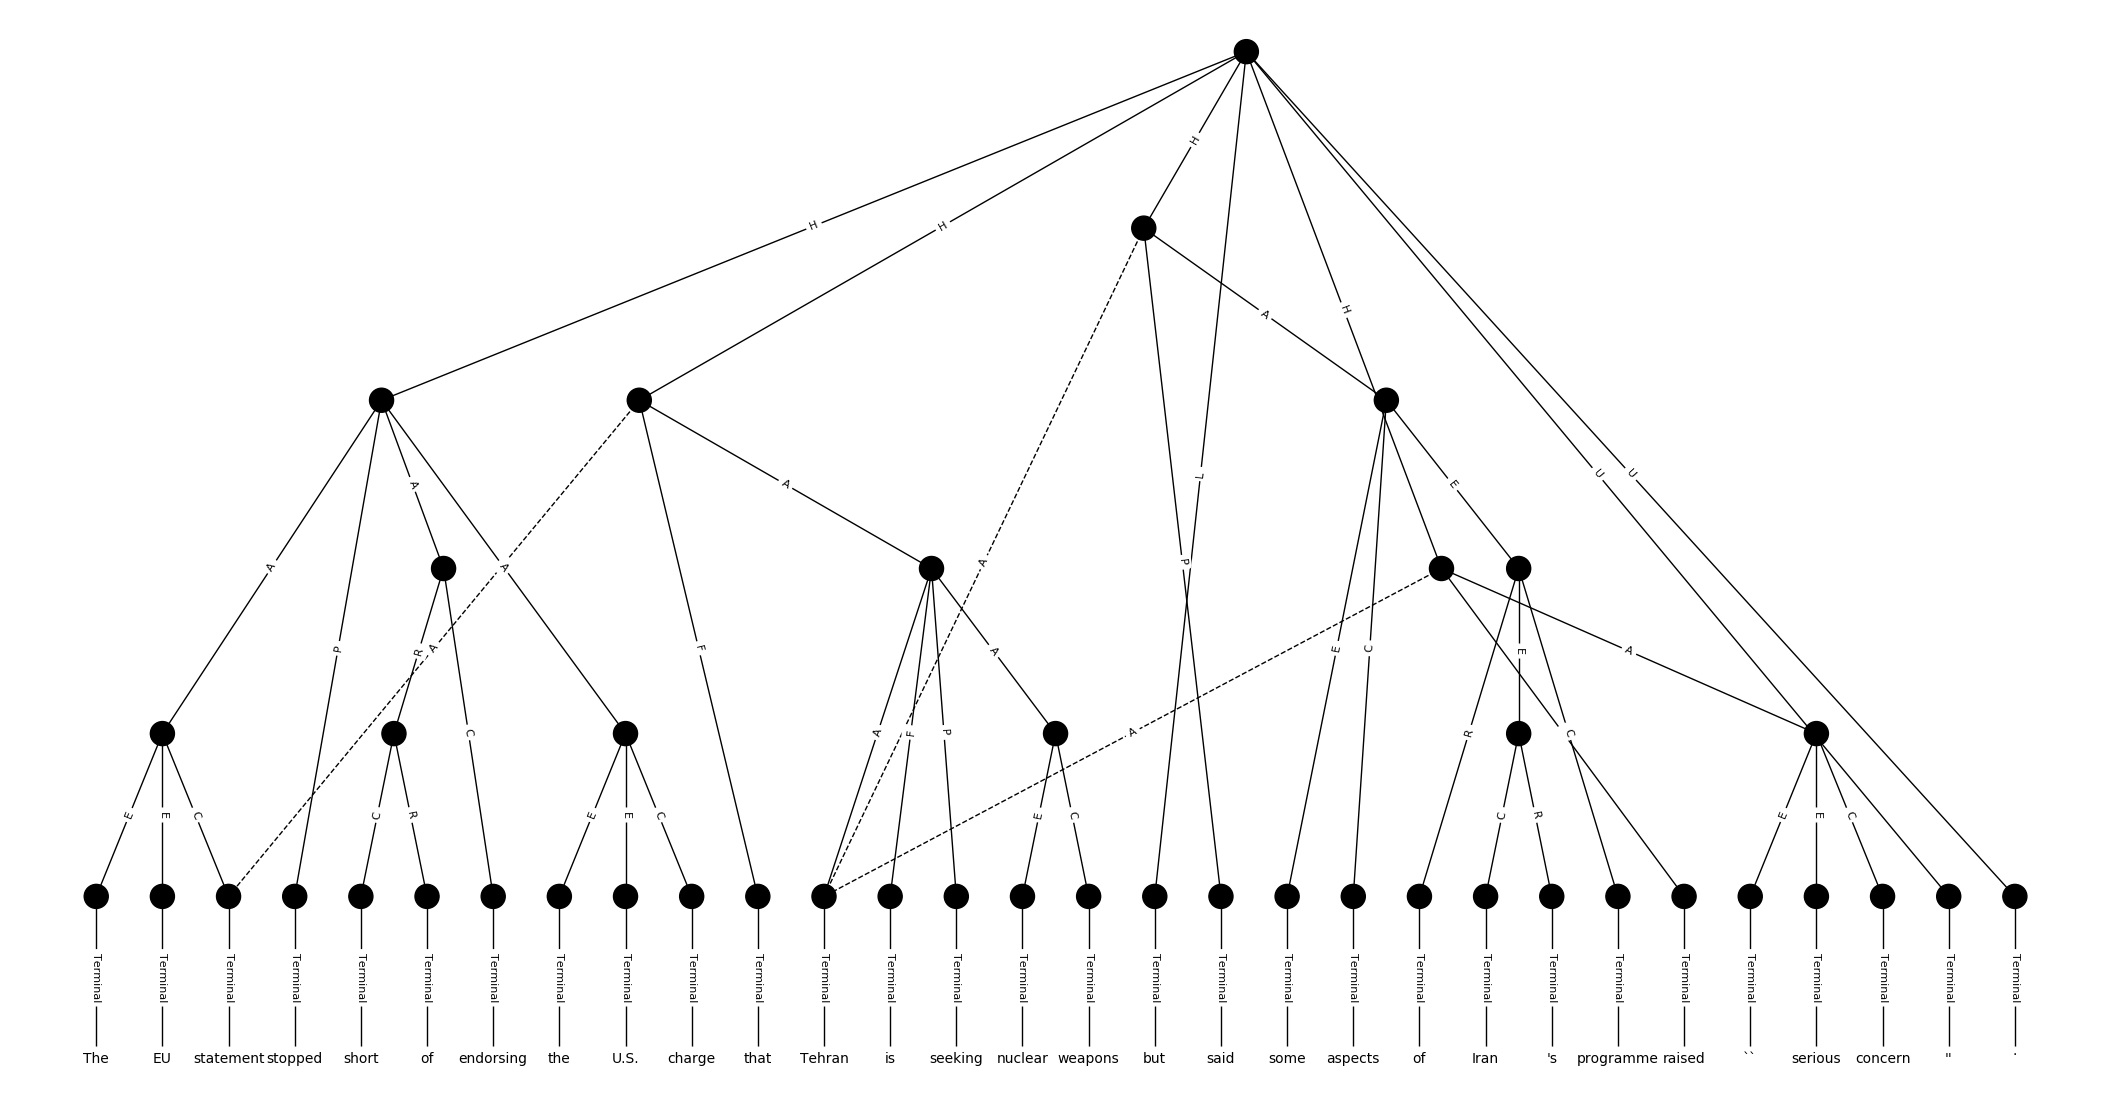 H
H
H
H
A
L
H
U
U
A
P
A
A
A
F
A
A
P
E
R
A
R
C
A
F
P
A
A
E
C
E
A
R
C
E
E
C
C
R
E
E
C
E
C
C
R
E
E
C
Terminal Terminal Terminal Terminal Terminal Terminal Terminal Terminal Terminal Terminal Terminal Terminal Terminal Terminal Terminal Terminal Terminal Terminal Terminal Terminal Terminal Terminal Terminal Terminal Terminal Terminal Terminal Terminal Terminal Terminal
The EU statement stopped short of endorsing the U.S. charge that Tehran is seeking nuclear weapons but said some aspects of Iran 's programme raised `` serious concern " .